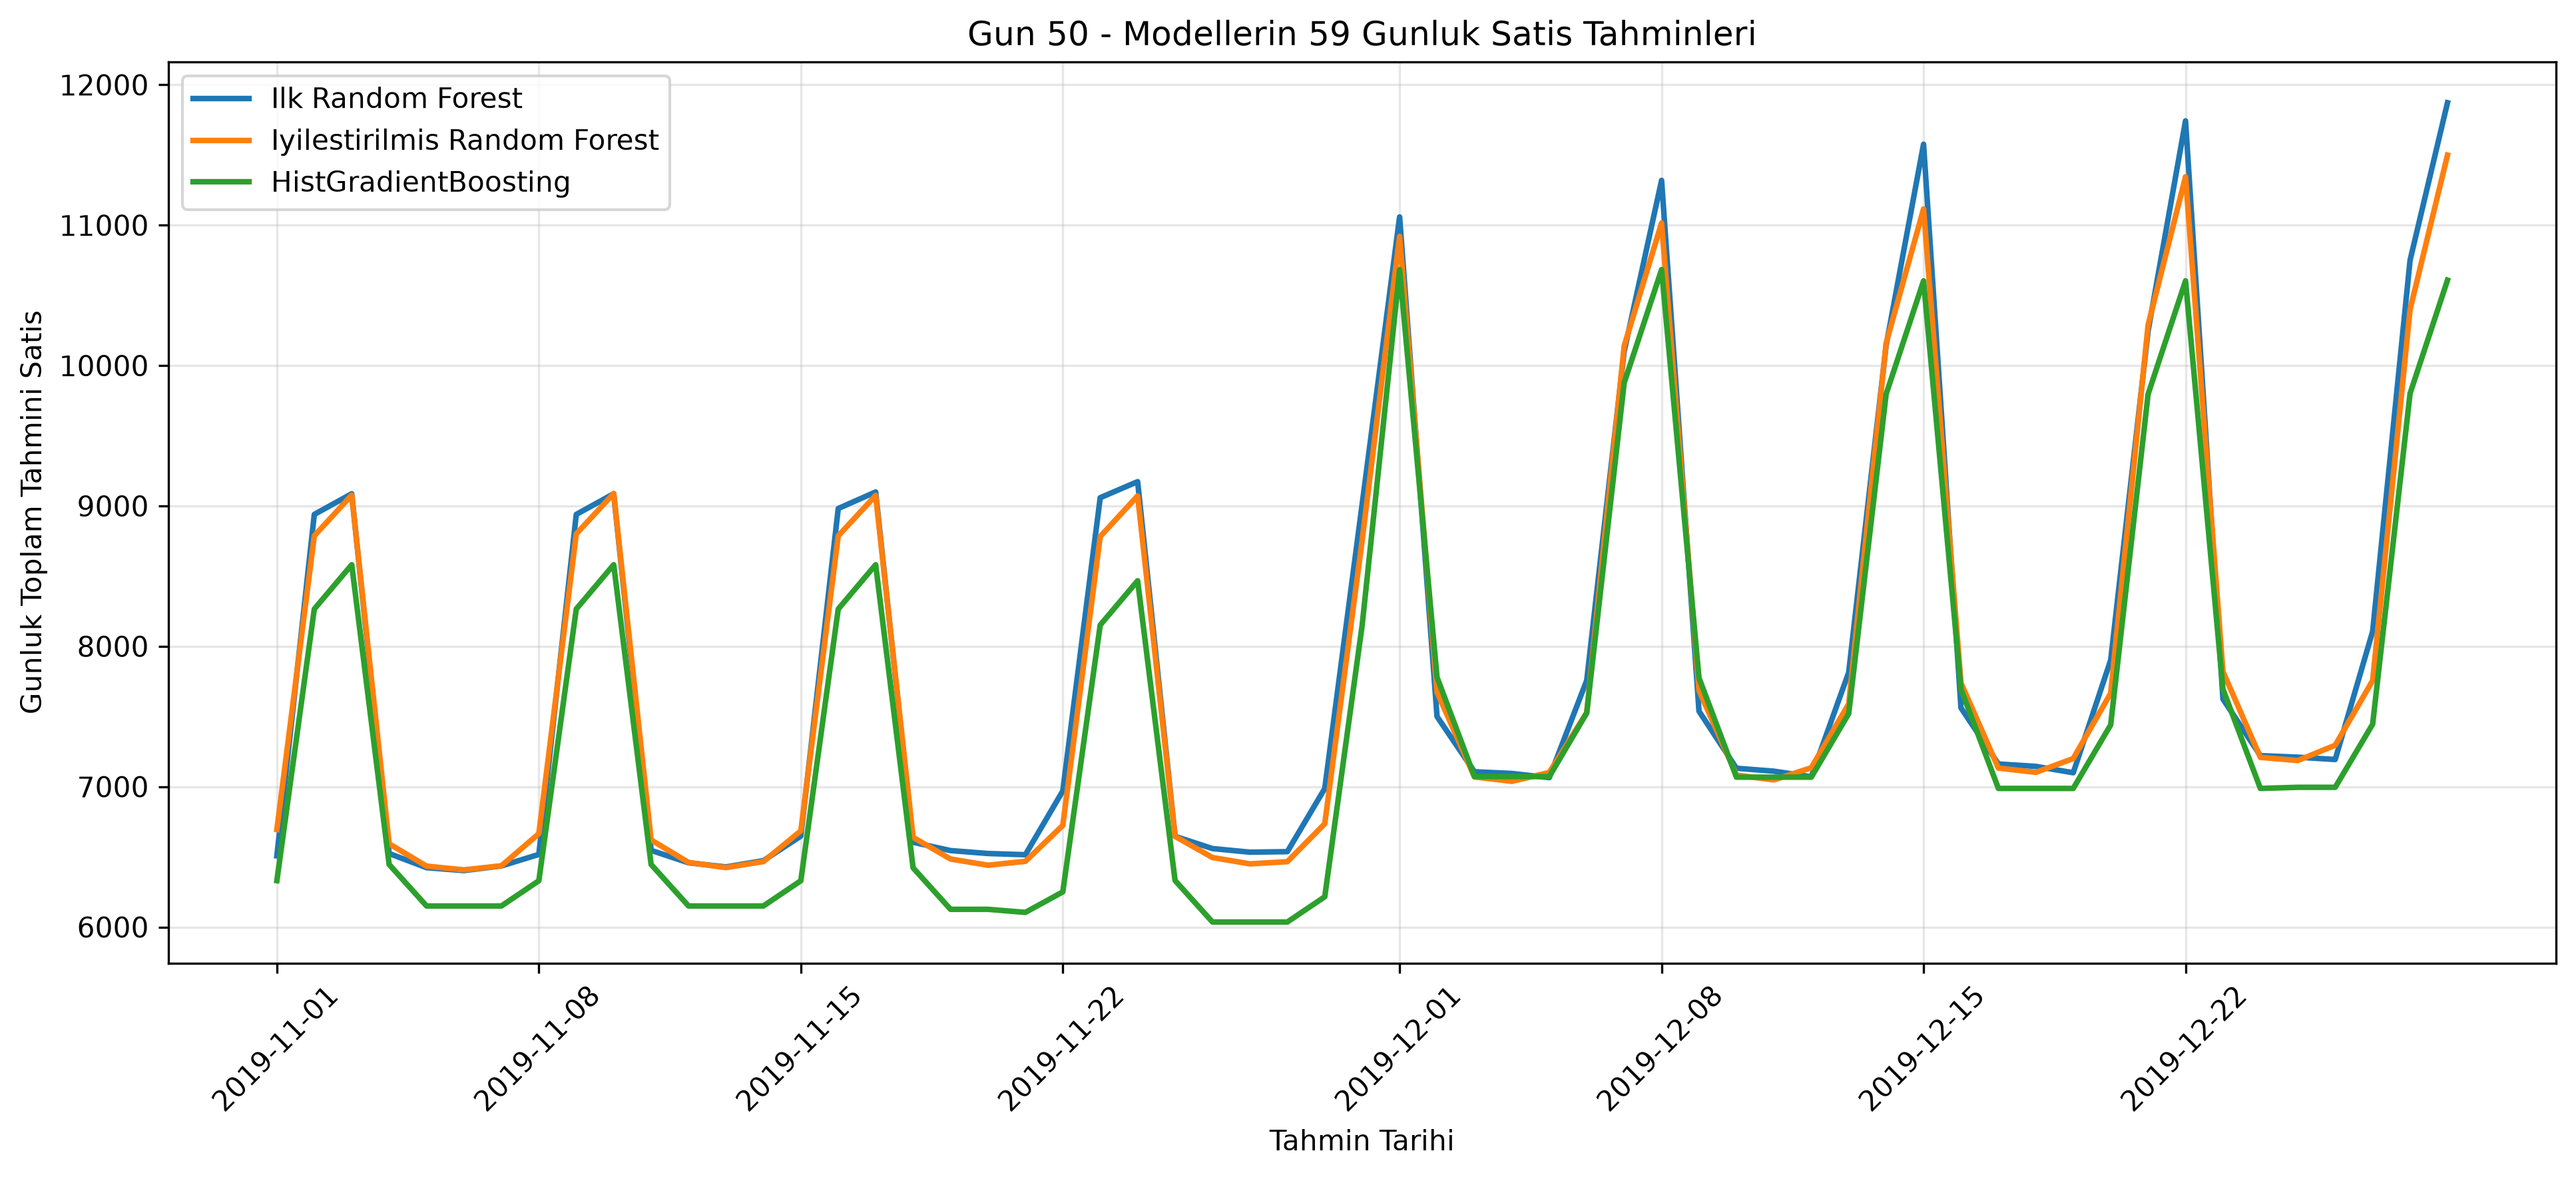 Gun 50 - Modellerin 59 Gunluk Satis Tahminleri
Ilk Random Forest
Iyilestirilmis Random Forest
HistGradientBoosting
Gunluk Toplam Tahmini Satis
12000
11000
10000
9000
8000
7000
6000
2019-11-01
2019-11-08
2019-11-15
2019-11-22
2019-12-01
2019-12-08
2019-12-15
2019-12-22
Tahmin Tarihi